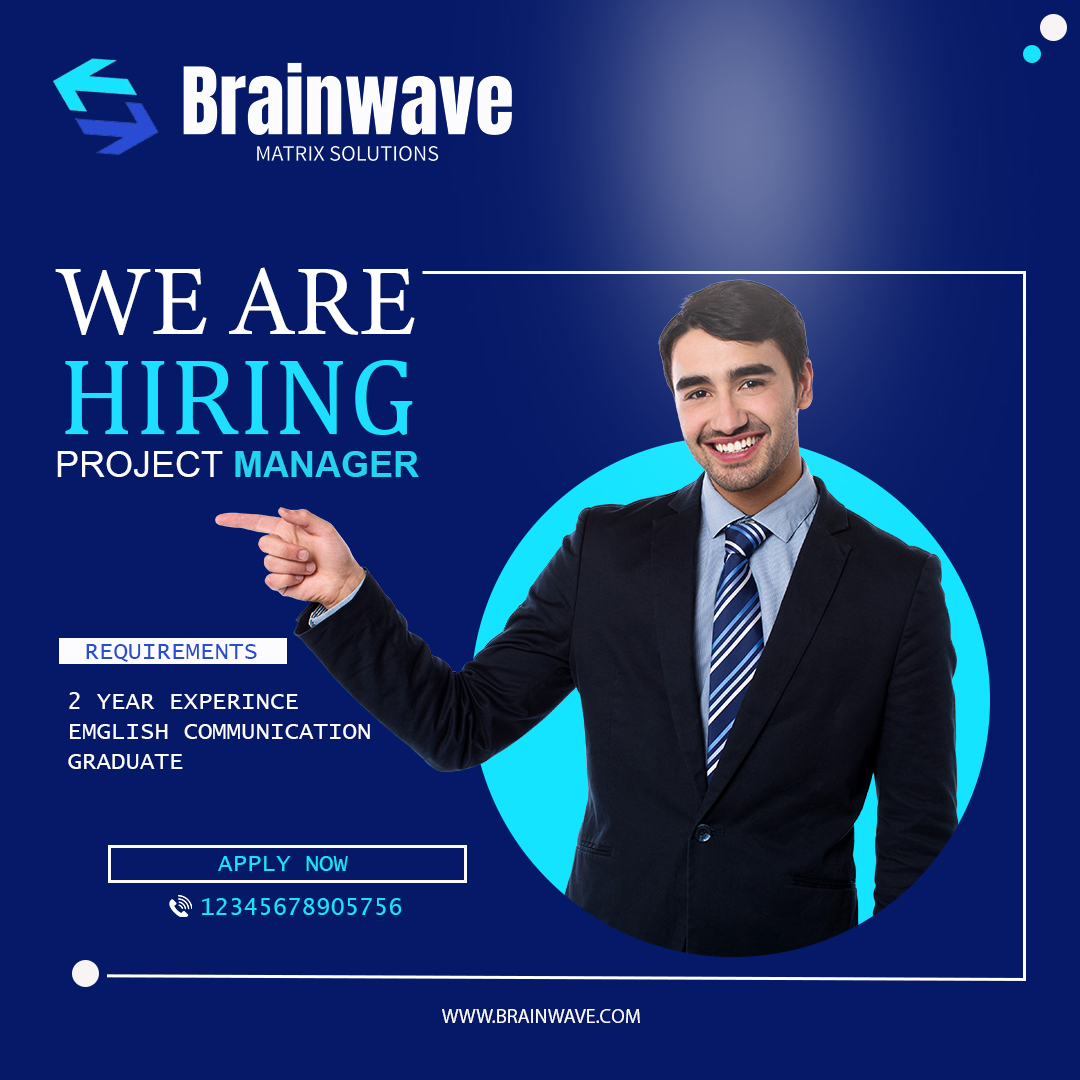 Brainwave
MATRIX SOLUTIONS
WE ARE
HIRING
PROJECT MANAGER
REQUIREMENTS
2 YEAR EXPERINCE
EMGLISH COMMUNICATION
GRADUATE
APPLY NOW
12345678905756
WWW.BRAINWAVE.COM